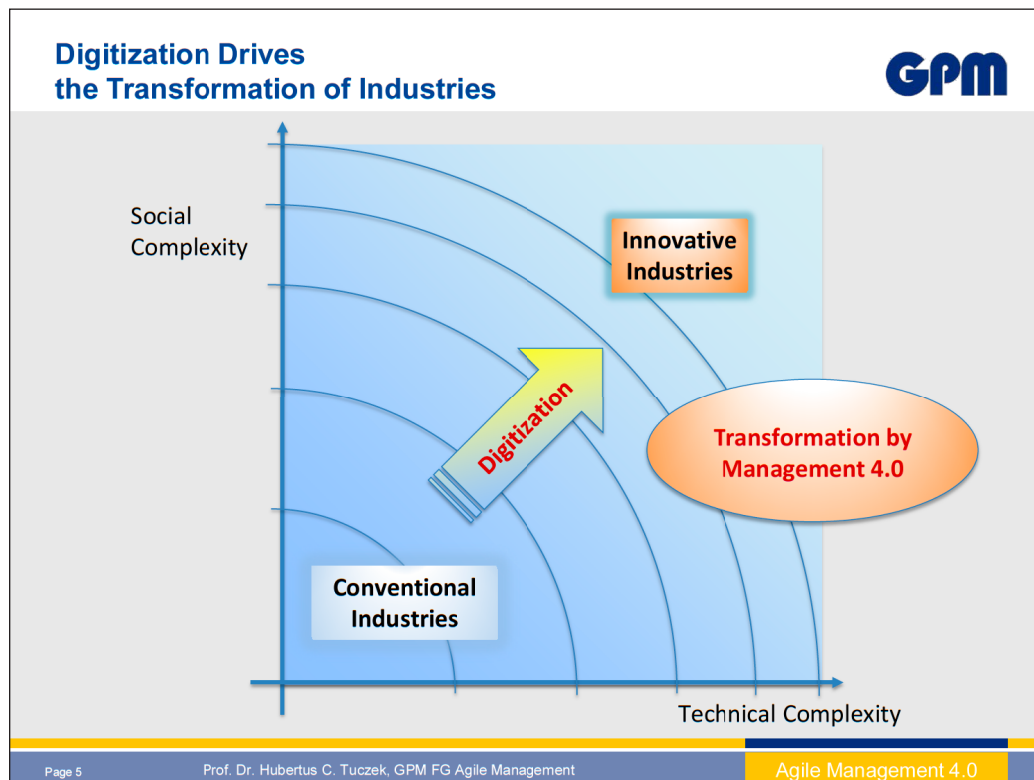 Digitization Drives
the Transformation of Industries
GPM
Social
Complexity
Innovative
Industries
Digitization
Transformation by
Management 4.0
Conventional
Industries
Technical Complexity
Page 5
Prof. Dr. Hubertus C. Tuczek, GPM FG Agile Management
Agile Management 4.0